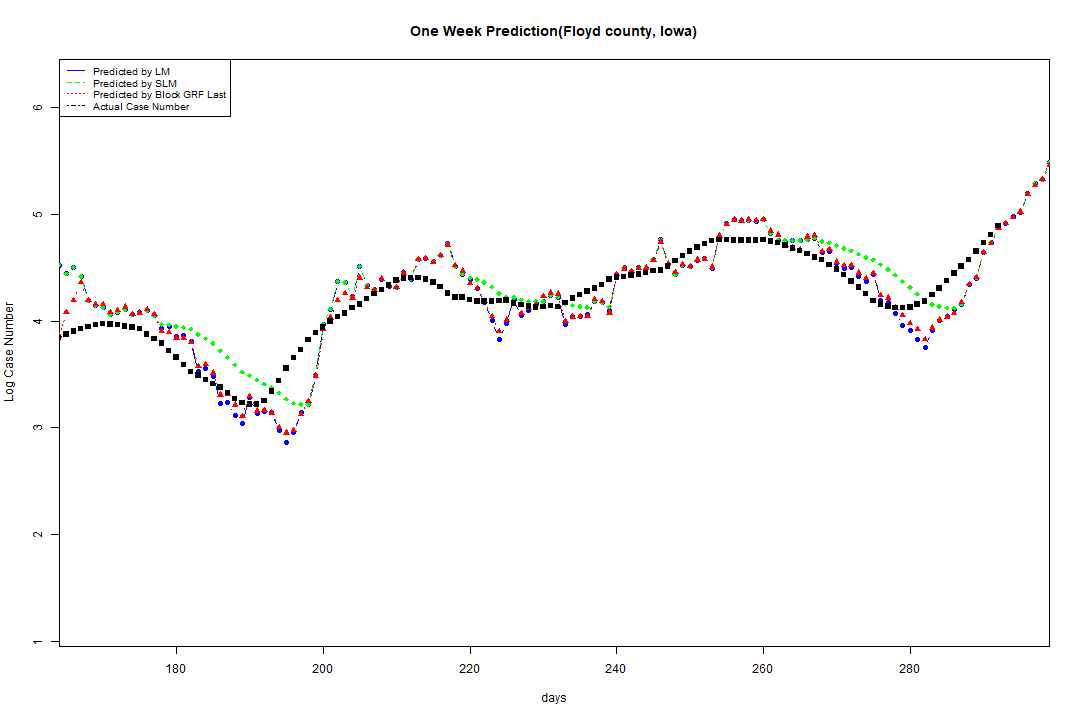 One Week Prediction(Floyd county, Iowa)
Predicted by LM
Predicted by SLM
Predicted by Block GRF Last
Actual Case Number
Log Case Number
6
5
4
3
2
1
180 200 220 240 260 280
days